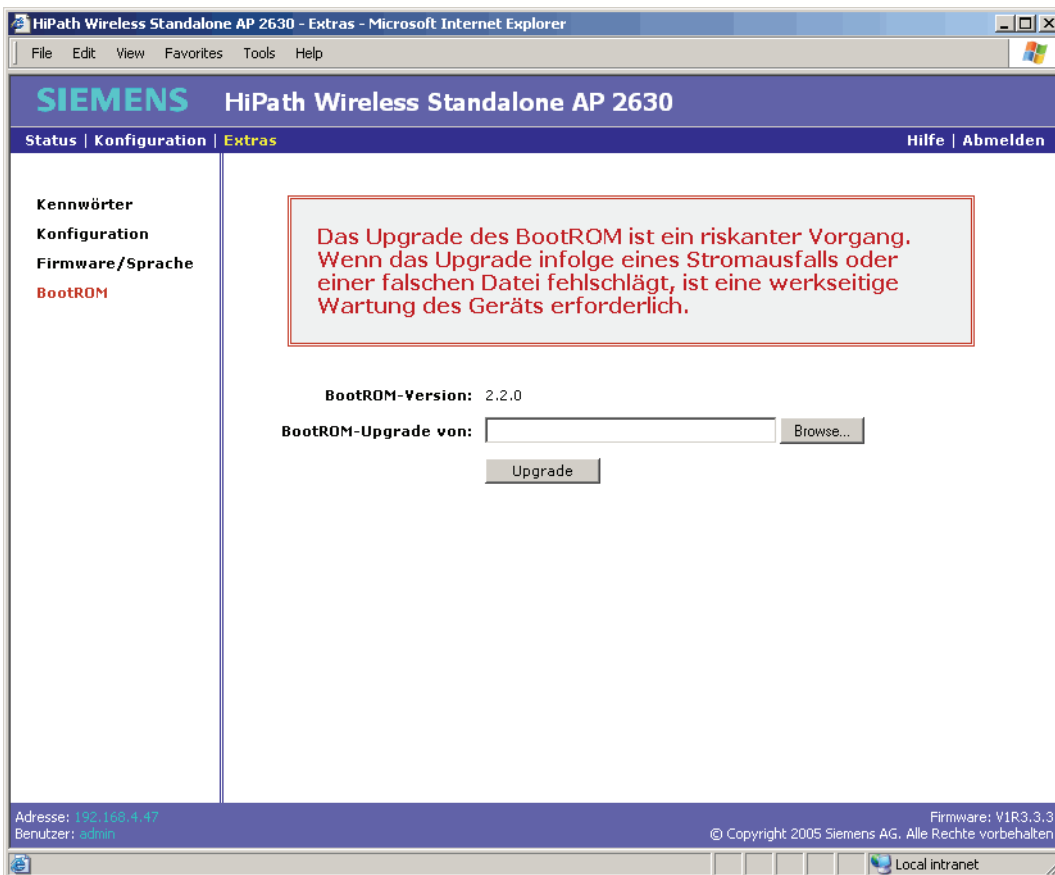 HiPath Wireless Standalone AP 2630 - Extras - Microsoft Internet Explorer
File Edit View Favorites Tools Help
SIEMENS HiPath Wireless Standalone AP 2630
Status | Konfiguration | Extras Hilfe | Abmelden
Kennwörter
Konfiguration
Firmware/Sprache
BootROM
Das Upgrade des BootROM ist ein riskanter Vorgang.
Wenn das Upgrade infolge eines Stromausfalls oder
einer falschen Datei fehlschlägt, ist eine werkseitige
Wartung des Geräts erforderlich.
BootROM-Version: 2.2.0
BootROM-Upgrade von: Browse...
Upgrade
Adresse: 192.168.4.47 Firmware: V1R3.3.3
Benutzer: admin © Copyright 2005 Siemens AG. Alle Rechte vorbehalten
Local intranet